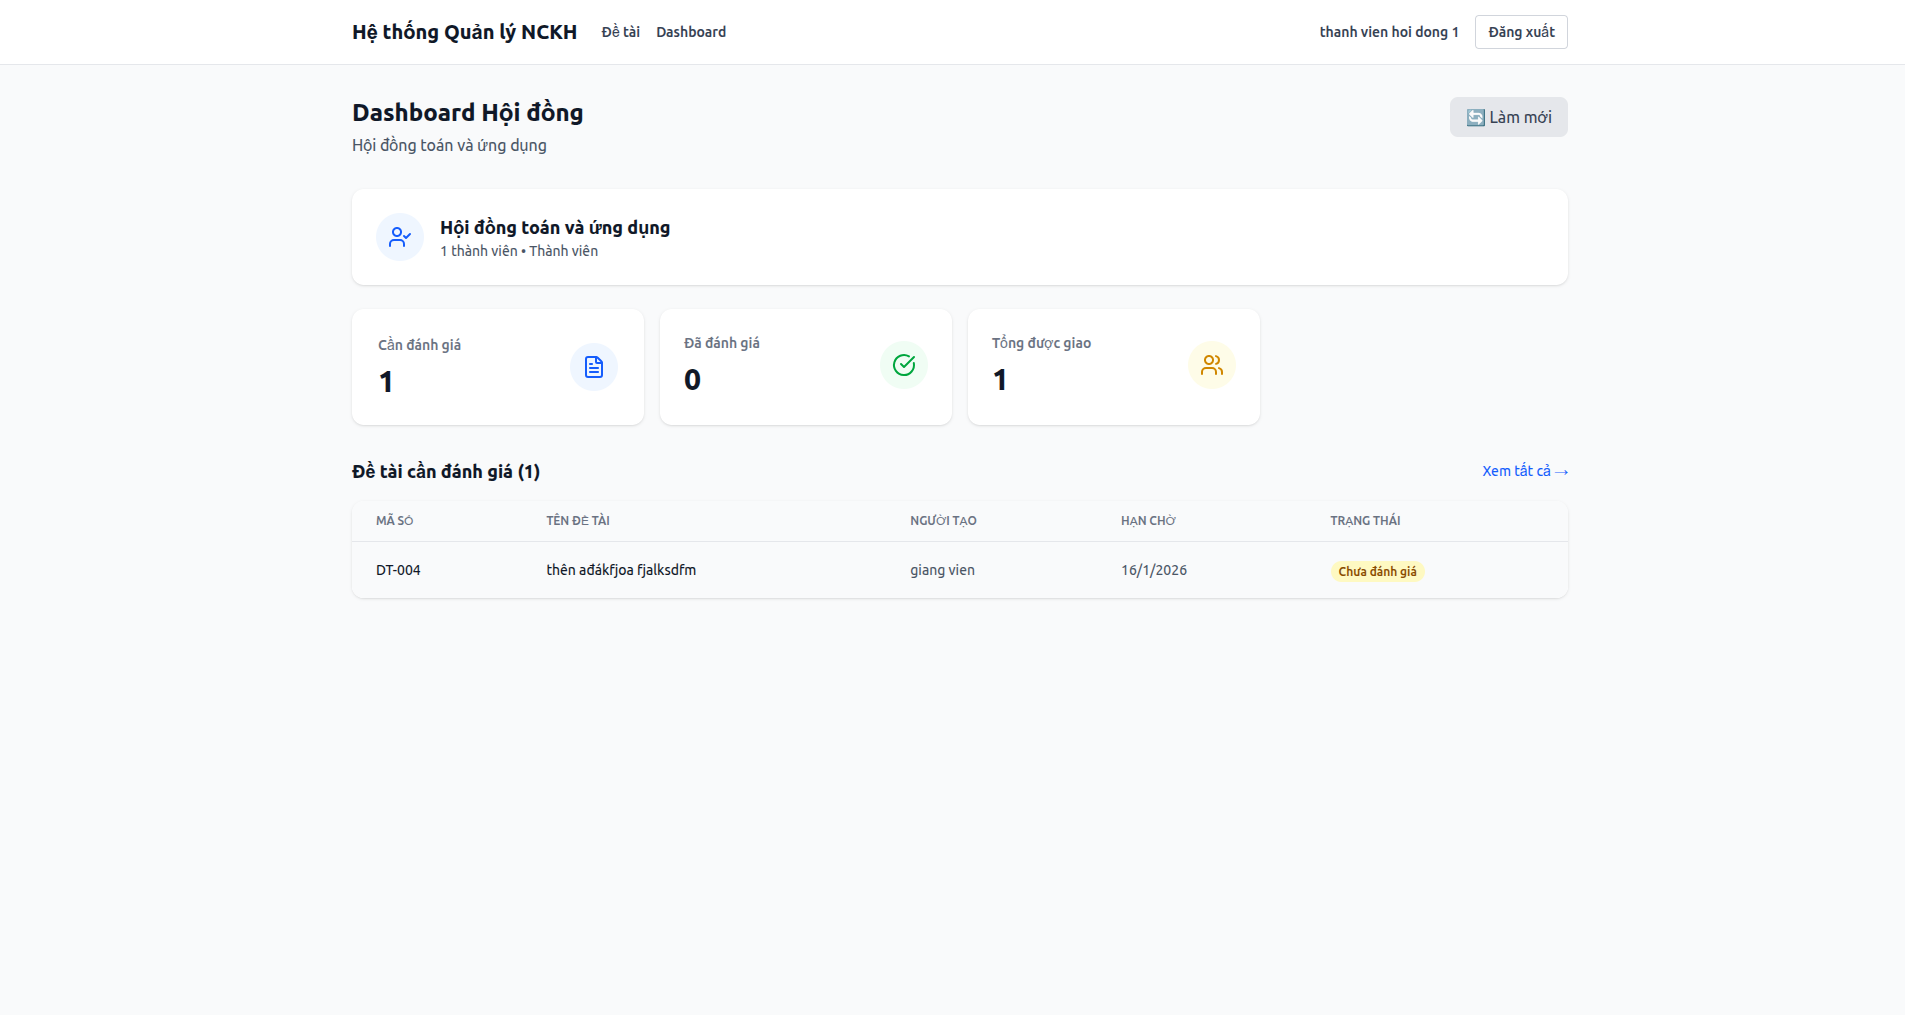 Hệ thống Quản lý NCKH
Đề tài
Dashboard
thanh vien hoi dong 1
Đăng xuất
Dashboard Hội đồng
Hội đồng toán và ứng dụng
Làm mới
Hội đồng toán và ứng dụng
1 thành viên • Thành viên
Cần đánh giá
1
Đã đánh giá
0
Tổng được giao
1
Đề tài cần đánh giá (1)
Xem tất cả →
MÃ SỐ
TÊN ĐỀ TÀI
NGƯỜI TẠO
HẠN CHỜ
TRẠNG THÁI
DT-004
thên ađákfjoa fjalksdfm
giang vien
16/1/2026
Chưa đánh giá